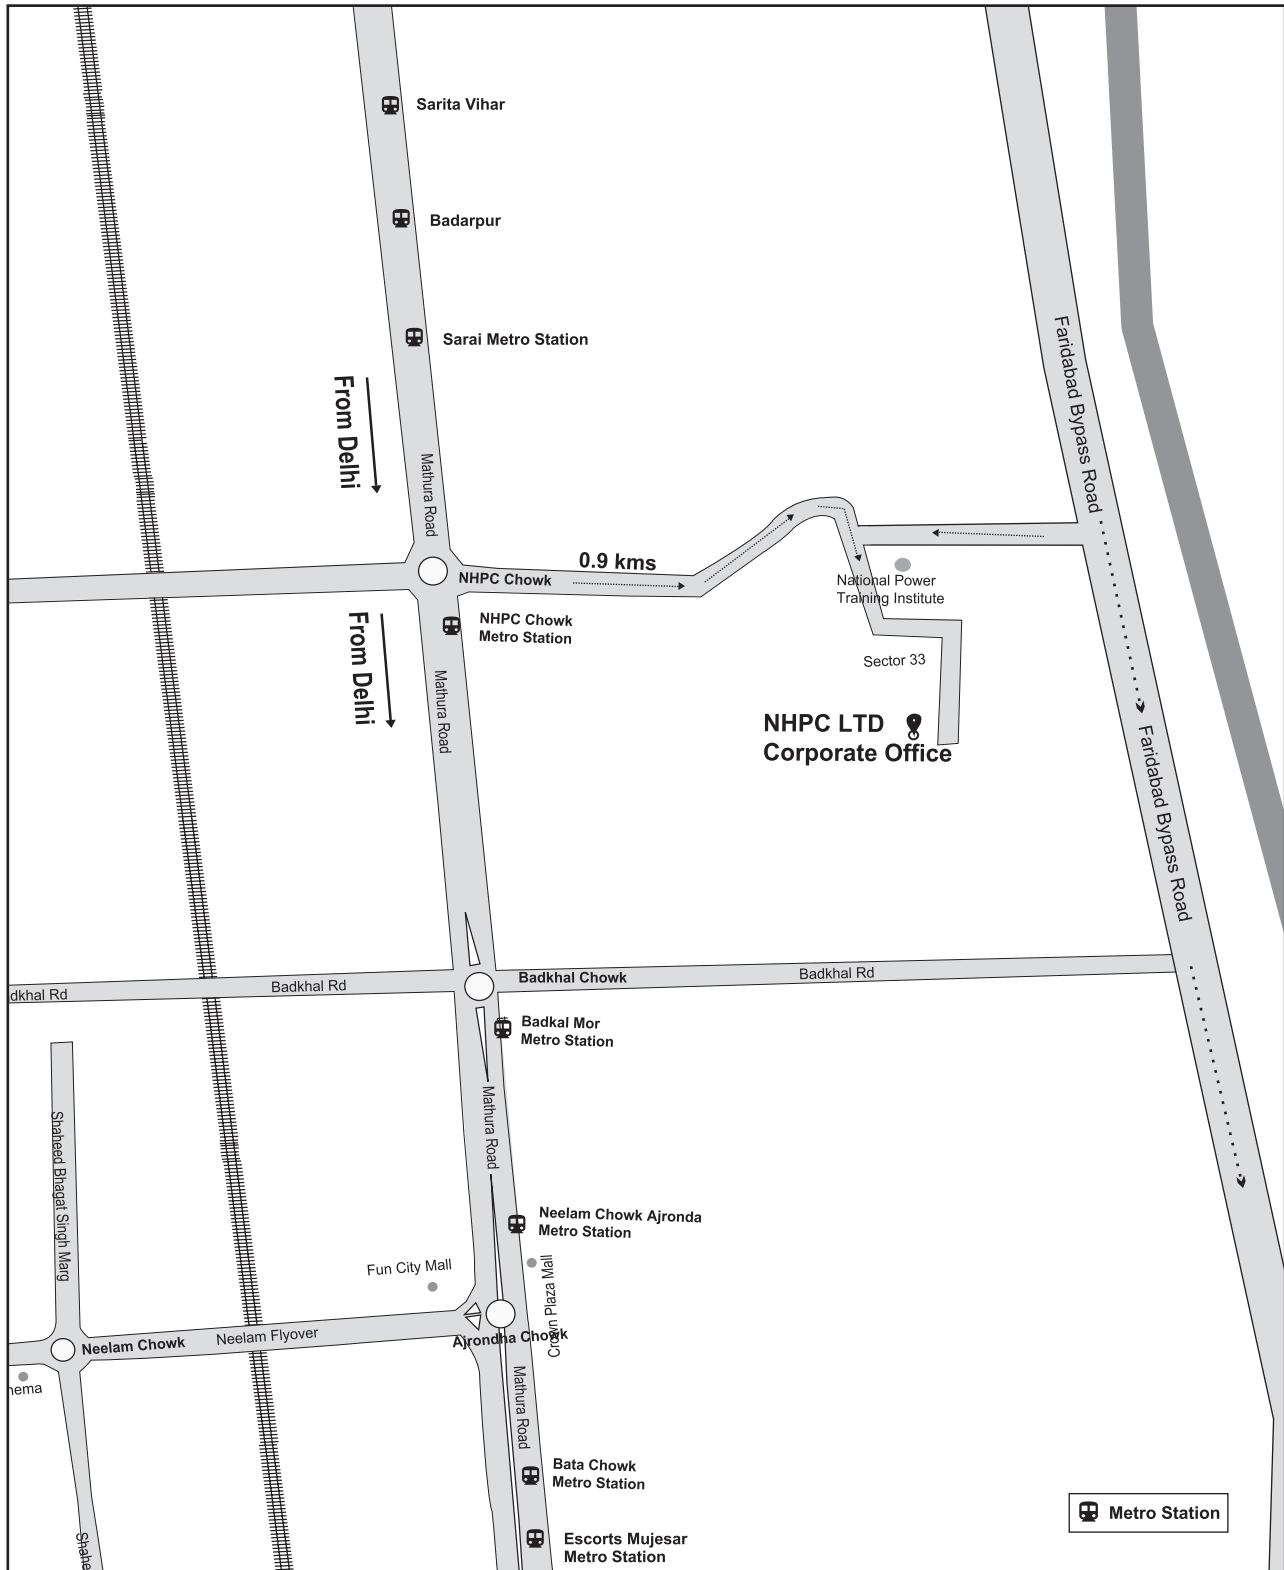 Sarita Vihar
Badarpur
Sarai Metro Station
From Delhi
Mathura Road
Faridabad Bypass Road
0.9 kms
NHPC Chowk
National Power
Training Institute
NHPC Chowk
Metro Station
From Delhi
Mathura Road
Sector 33
NHPC LTD
Corporate Office
Faridabad Bypass Road
Badkhal Chowk
Badkhal Rd
Badkhal Rd
dkhal Rd
Badkal Mor
Metro Station
Mathura Road
Shaheed Bhagat Singh Marg
Neelam Chowk Ajronda
Metro Station
Fun City Mall
Crown Plaza Mall
Neelam Chowk
Neelam Flyover
Ajrondha Chowk
nema
Mathura Road
Bata Chowk
Metro Station
Metro Station
Escorts Mujesar
Metro Station
Shahe